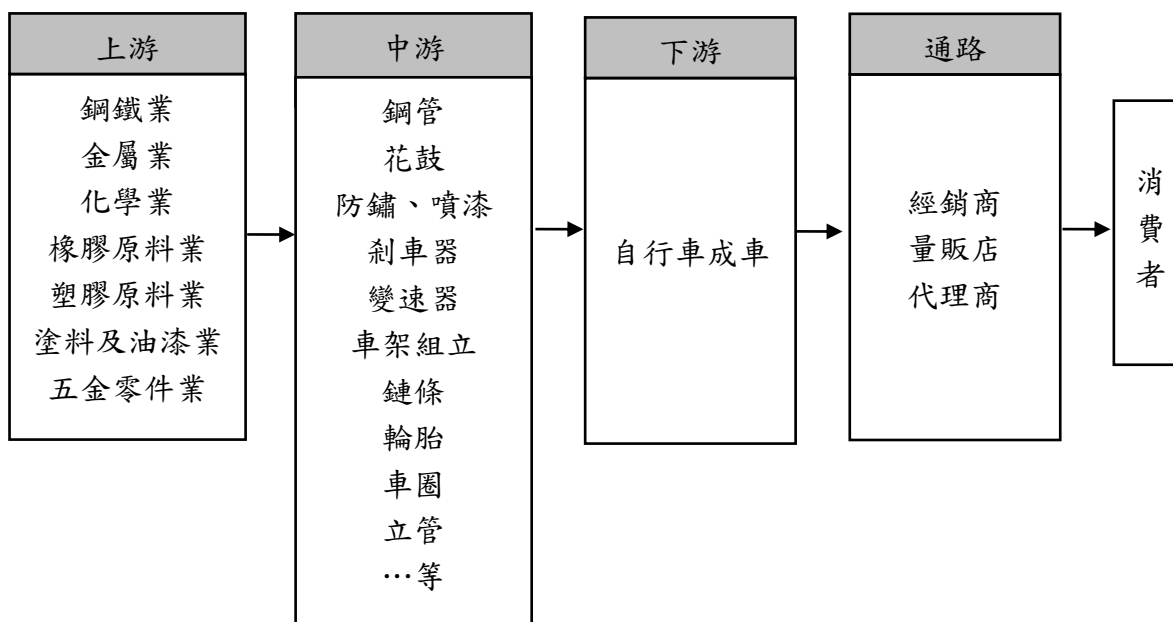 上游
鋼鐵業
金屬業
化學業
橡膠原料業
塑膠原料業
塗料及油漆業
五金零件業
中游
鋼管
花鼓
防鏽、噴漆
剎車器
變速器
車架組立
鏈條
輪胎
車圈
立管
…等
下游
自行車成車
通路
經銷商
量販店
代理商
消
費
者